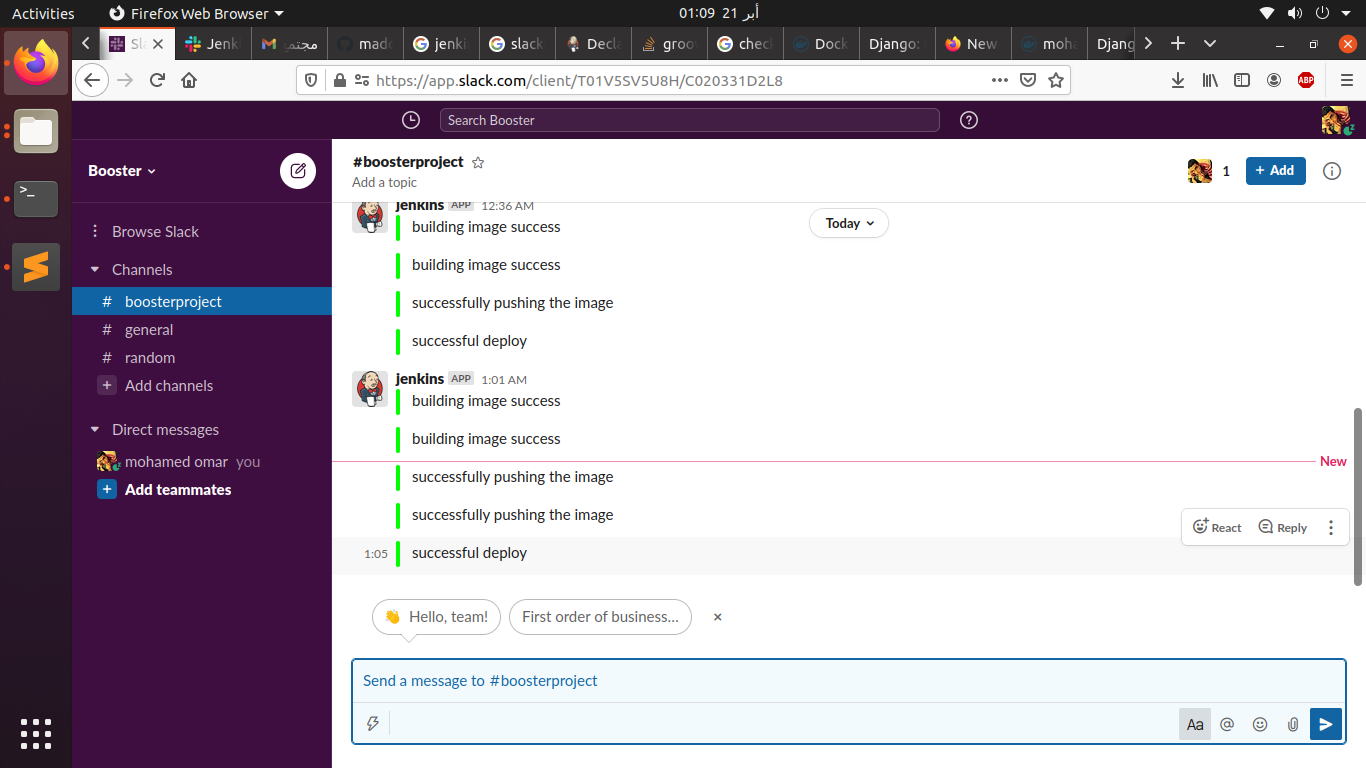 Activities Firefox Web Browser 01:09 21 أبر
Sla Jenk مجتمع mado jenki slack Decla groov check Dock Django: New moha Djang
https://app.slack.com/client/T01V5SV5U8H/C020331D2L8 ABP
Search Booster
Booster
#boosterproject
Add a topic
1
+ Add
Browse Slack
Channels
# boosterproject
# general
# random
+ Add channels
Direct messages
mohamed omar you
+ Add teammates
Today
jenkins APP 12:36 AM
building image success
building image success
successfully pushing the image
successful deploy
jenkins APP 1:01 AM
building image success
building image success
New
successfully pushing the image
successfully pushing the image
React Reply
1:05 successful deploy
👋 Hello, team! First order of business... ×
Send a message to #boosterproject
Aa @